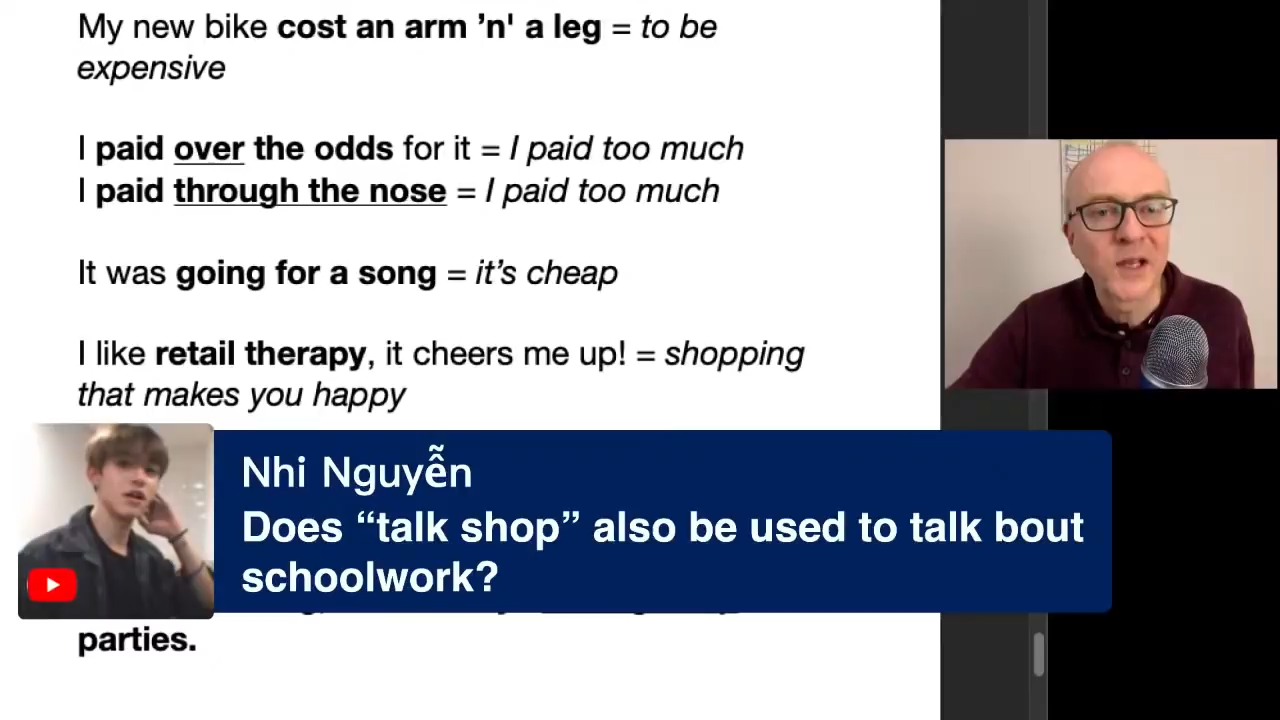 My new bike cost an arm ’n' a leg = to be
expensive
I paid over the odds for it = I paid too much
I paid through the nose = I paid too much
It was going for a song = it’s cheap
I like retail therapy, it cheers me up! = shopping
that makes you happy
Nhi Nguyễn
Does “talk shop” also be used to talk bout
schoolwork?
parties.